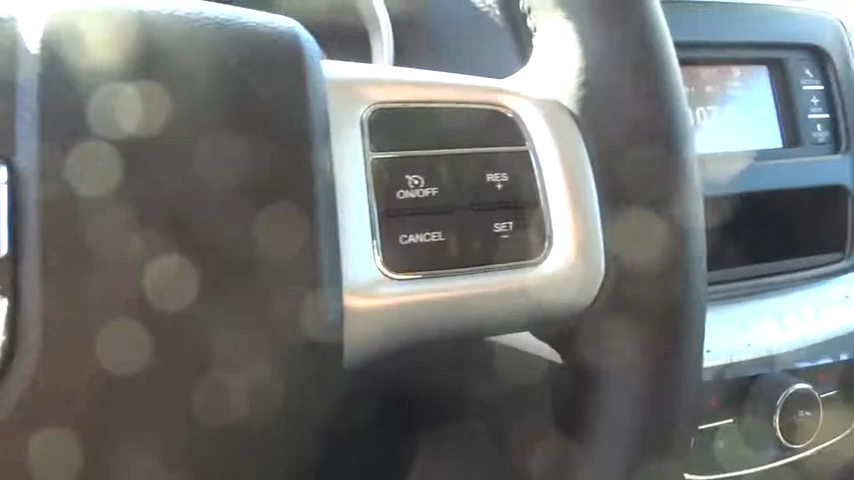 RES
+
ON/OFF
SET
CANCEL
–